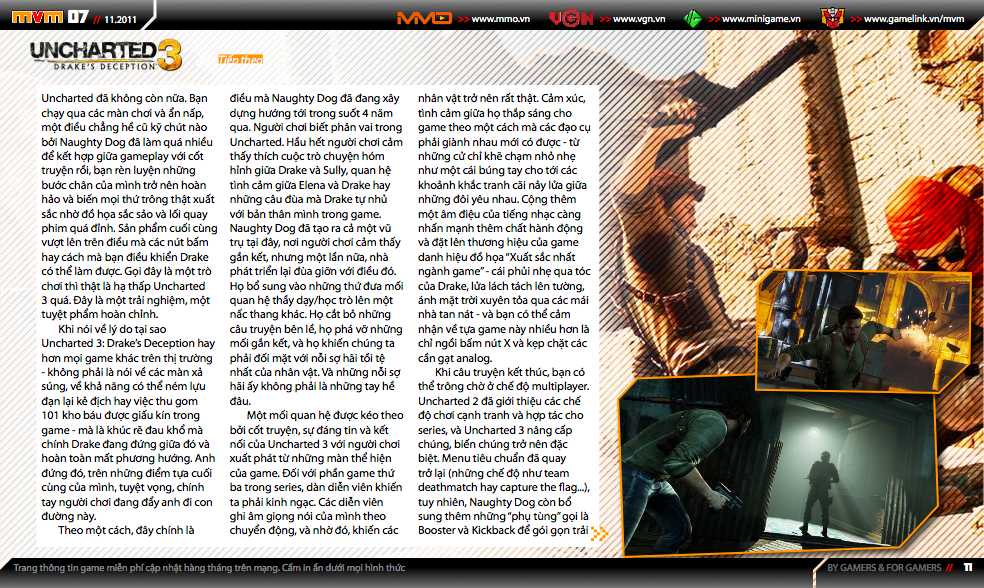 mvm 07 // 11.2011
MMO >> www.mmo.vn
VGN >> www.vgn.vn
>> www.minigame.vn
>> www.gamelink.vn/mvm
UNCHARTED 3
DRAKE'S DECEPTION
Tiếp theo
Uncharted đã không còn nữa. Bạn
chạy qua các màn chơi và ẩn nấp,
một điều chẳng hề cũ kỹ chút nào
bởi Naughty Dog đã làm quá nhiều
để kết hợp giữa gameplay với cốt
truyện rồi, bạn rèn luyện những
bước chân của mình trở nên hoàn
hảo và biến mọi thứ trông thật xuất
sắc nhờ đồ họa sắc sảo và lối quay
phim quá đỉnh. Sản phẩm cuối cùng
vượt lên trên điều mà các nút bấm
hay cách mà bạn điều khiển Drake
có thể làm được. Gọi đây là một trò
chơi thì thật là hạ thấp Uncharted
3 quá. Đây là một trải nghiệm, một
tuyệt phẩm hoàn chỉnh.
Khi nói về lý do tại sao
Uncharted 3: Drake's Deception hay
hơn mọi game khác trên thị trường
- không phải là nói về các màn xả
súng, về khả năng có thể ném lựu
đạn lại kẻ địch hay việc thu gom
101 kho báu được giấu kín trong
game - mà là khúc rẽ đau khổ mà
chính Drake đang đứng giữa đó và
hoàn toàn mất phương hướng. Anh
đứng đó, trên những điểm tựa cuối
cùng của mình, tuyệt vọng, chính
tay người chơi đang đẩy anh đi con
đường này.
Theo một cách, đây chính là
điều mà Naughty Dog đã đang xây
dựng hướng tới trong suốt 4 năm
qua. Người chơi biết phân vai trong
Uncharted. Hầu hết người chơi cảm
thấy thích cuộc trò chuyện hóm
hỉnh giữa Drake và Sully, quan hệ
tình cảm giữa Elena và Drake hay
những câu đùa mà Drake tự nhủ
với bản thân mình trong game.
Naughty Dog đã tạo ra cả một vũ
trụ tại đây, nơi người chơi cảm thấy
gắn kết, nhưng một lần nữa, nhà
phát triển lại đùa giỡn với điều đó.
Họ bổ sung vào những thứ đưa mối
quan hệ thầy dạy/học trò lên một
nấc thang khác. Họ cắt bỏ những
câu truyện bên lề, họ phá vỡ những
mối gắn kết, và họ khiến chúng ta
phải đối mặt với nỗi sợ hãi tồi tệ
nhất của nhân vật. Và những nỗi sợ
hãi ấy không phải là những tay hề
đâu.
Một mối quan hệ được kéo theo
bởi cốt truyện, sự đáng tin và kết
nối của Uncharted 3 với người chơi
xuất phát từ những màn thể hiện
của game. Đối với phần game thứ
ba trong series, dàn diễn viên khiến
ta phải kinh ngạc. Các diễn viên
ghi âm giọng nói của mình theo
chuyển động, và nhờ đó, khiến các
nhân vật trở nên rất thật. Cảm xúc,
tình cảm giữa họ thắp sáng cho
game theo một cách mà các đạo cụ
phải giành nhau mới có được - từ
những cử chỉ khẽ chạm nhỏ nhẹ
như một cái búng tay cho tới các
khoảnh khắc tranh cãi nảy lửa giữa
những đôi yêu nhau. Cộng thêm
một âm điệu của tiếng nhạc càng
nhấn mạnh thêm chất hành động
và đặt lên thương hiệu của game
danh hiệu đồ họa “Xuất sắc nhất
ngành game” - cái phủi nhẹ qua tóc
của Drake, lửa lách tách lên tường,
ánh mặt trời xuyên tỏa qua các mái
nhà tan nát - và bạn có thể cảm
nhận về tựa game này nhiều hơn là
chỉ ngồi bấm nút X và kẹp chặt các
cần gạt analog.
Khi câu truyện kết thúc, bạn có
thể trông chờ ở chế độ multiplayer.
Uncharted 2 đã giới thiệu các chế
độ chơi cạnh tranh và hợp tác cho
series, và Uncharted 3 nâng cấp
chúng, biến chúng trở nên đặc
biệt. Menu tiêu chuẩn đã quay
trở lại (những chế độ như team
deathmatch hay capture the flag...),
tuy nhiên, Naughty Dog còn bổ
sung thêm những “phụ tùng” gọi là
Booster và Kickback để gói gọn trải
Trang thông tin game miễn phí cập nhật hàng tháng trên mạng. Cấm in ấn dưới mọi hình thức
BY GAMERS & FOR GAMERS // 11